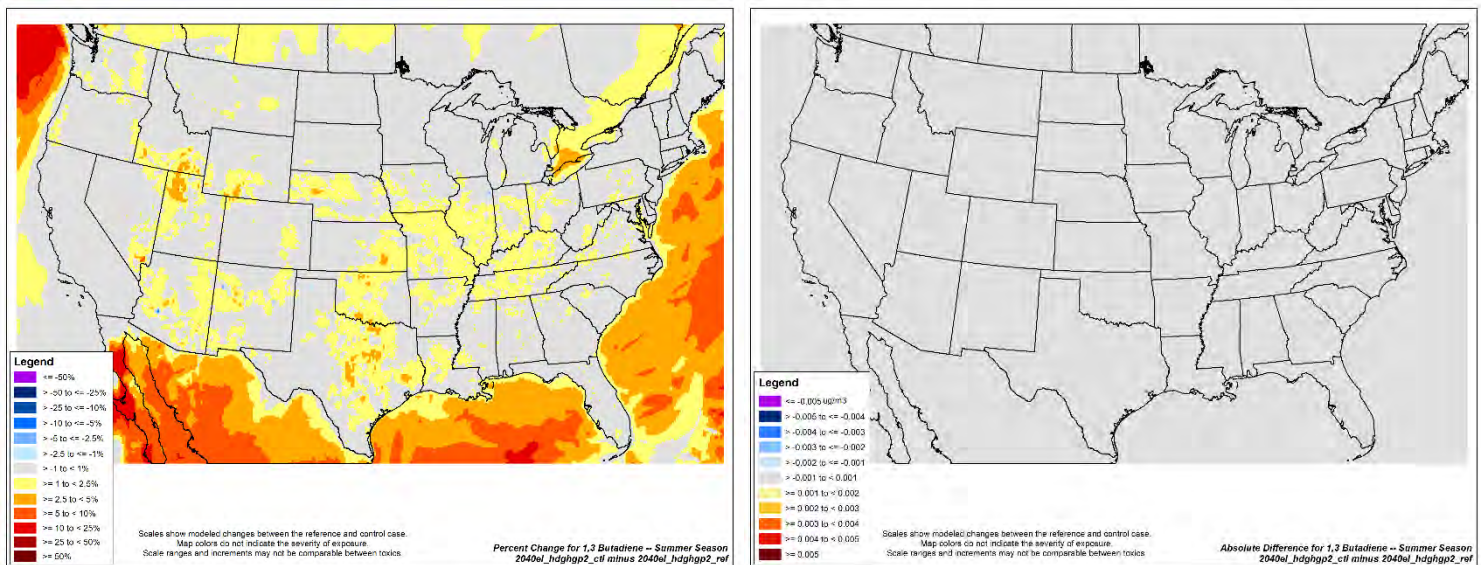 Legend
<= -50%
> -50 to <= -25%
> -25 to <= -10%
> -10 to <= -5%
> -5 to <= -2.5%
> -2.5 to <= -1%
> -1 to < 1%
>= 1 to < 2.5%
>= 2.5 to < 5%
>= 5 to < 10%
>= 10 to < 25%
>= 25 to < 50%
>= 50%
Scales show modeled changes between the reference and control case.
Map colors do not indicate the severity of exposure.
Scale ranges and increments may not be comparable between toxics.
Percent Change for 1,3 Butadiene -- Summer Season
2040el_hdghgp2_ctl minus 2040el_hdghgp2_ref
Legend
<= -0.005 ug/m3
> -0.005 to <= -0.004
> -0.004 to <= -0.003
> -0.003 to <= -0.002
> -0.002 to <= -0.001
> -0.001 to < 0.001
>= 0.001 to < 0.002
>= 0.002 to < 0.003
>= 0.003 to < 0.004
>= 0.004 to < 0.005
>= 0.005
Scales show modeled changes between the reference and control case.
Map colors do not indicate the severity of exposure.
Scale ranges and increments may not be comparable between toxics
Absolute Difference for 1,3 Butadiene -- Summer Season
2040el_hdghgp2_ctl minus 2040el_hdghgp2_ref